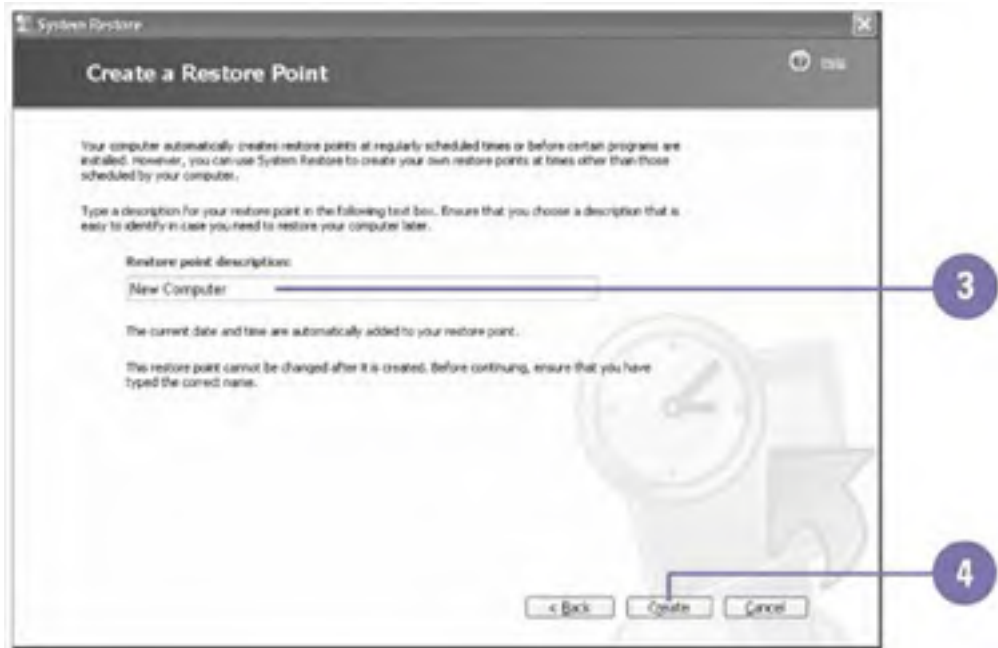 System Restore
Create a Restore Point
Help
Your computer automatically creates restore points at regularly scheduled times or before certain programs are
installed. However, you can use System Restore to create your own restore points at times other than those
scheduled by your computer.
Type a description for your restore point in the following text box. Ensure that you choose a description that is
easy to identify in case you need to restore your computer later.
Restore point description:
New Computer
3
The current date and time are automatically added to your restore point.
This restore point cannot be changed after it is created. Before continuing, ensure that you have
typed the correct name.
4
< Back Create Cancel